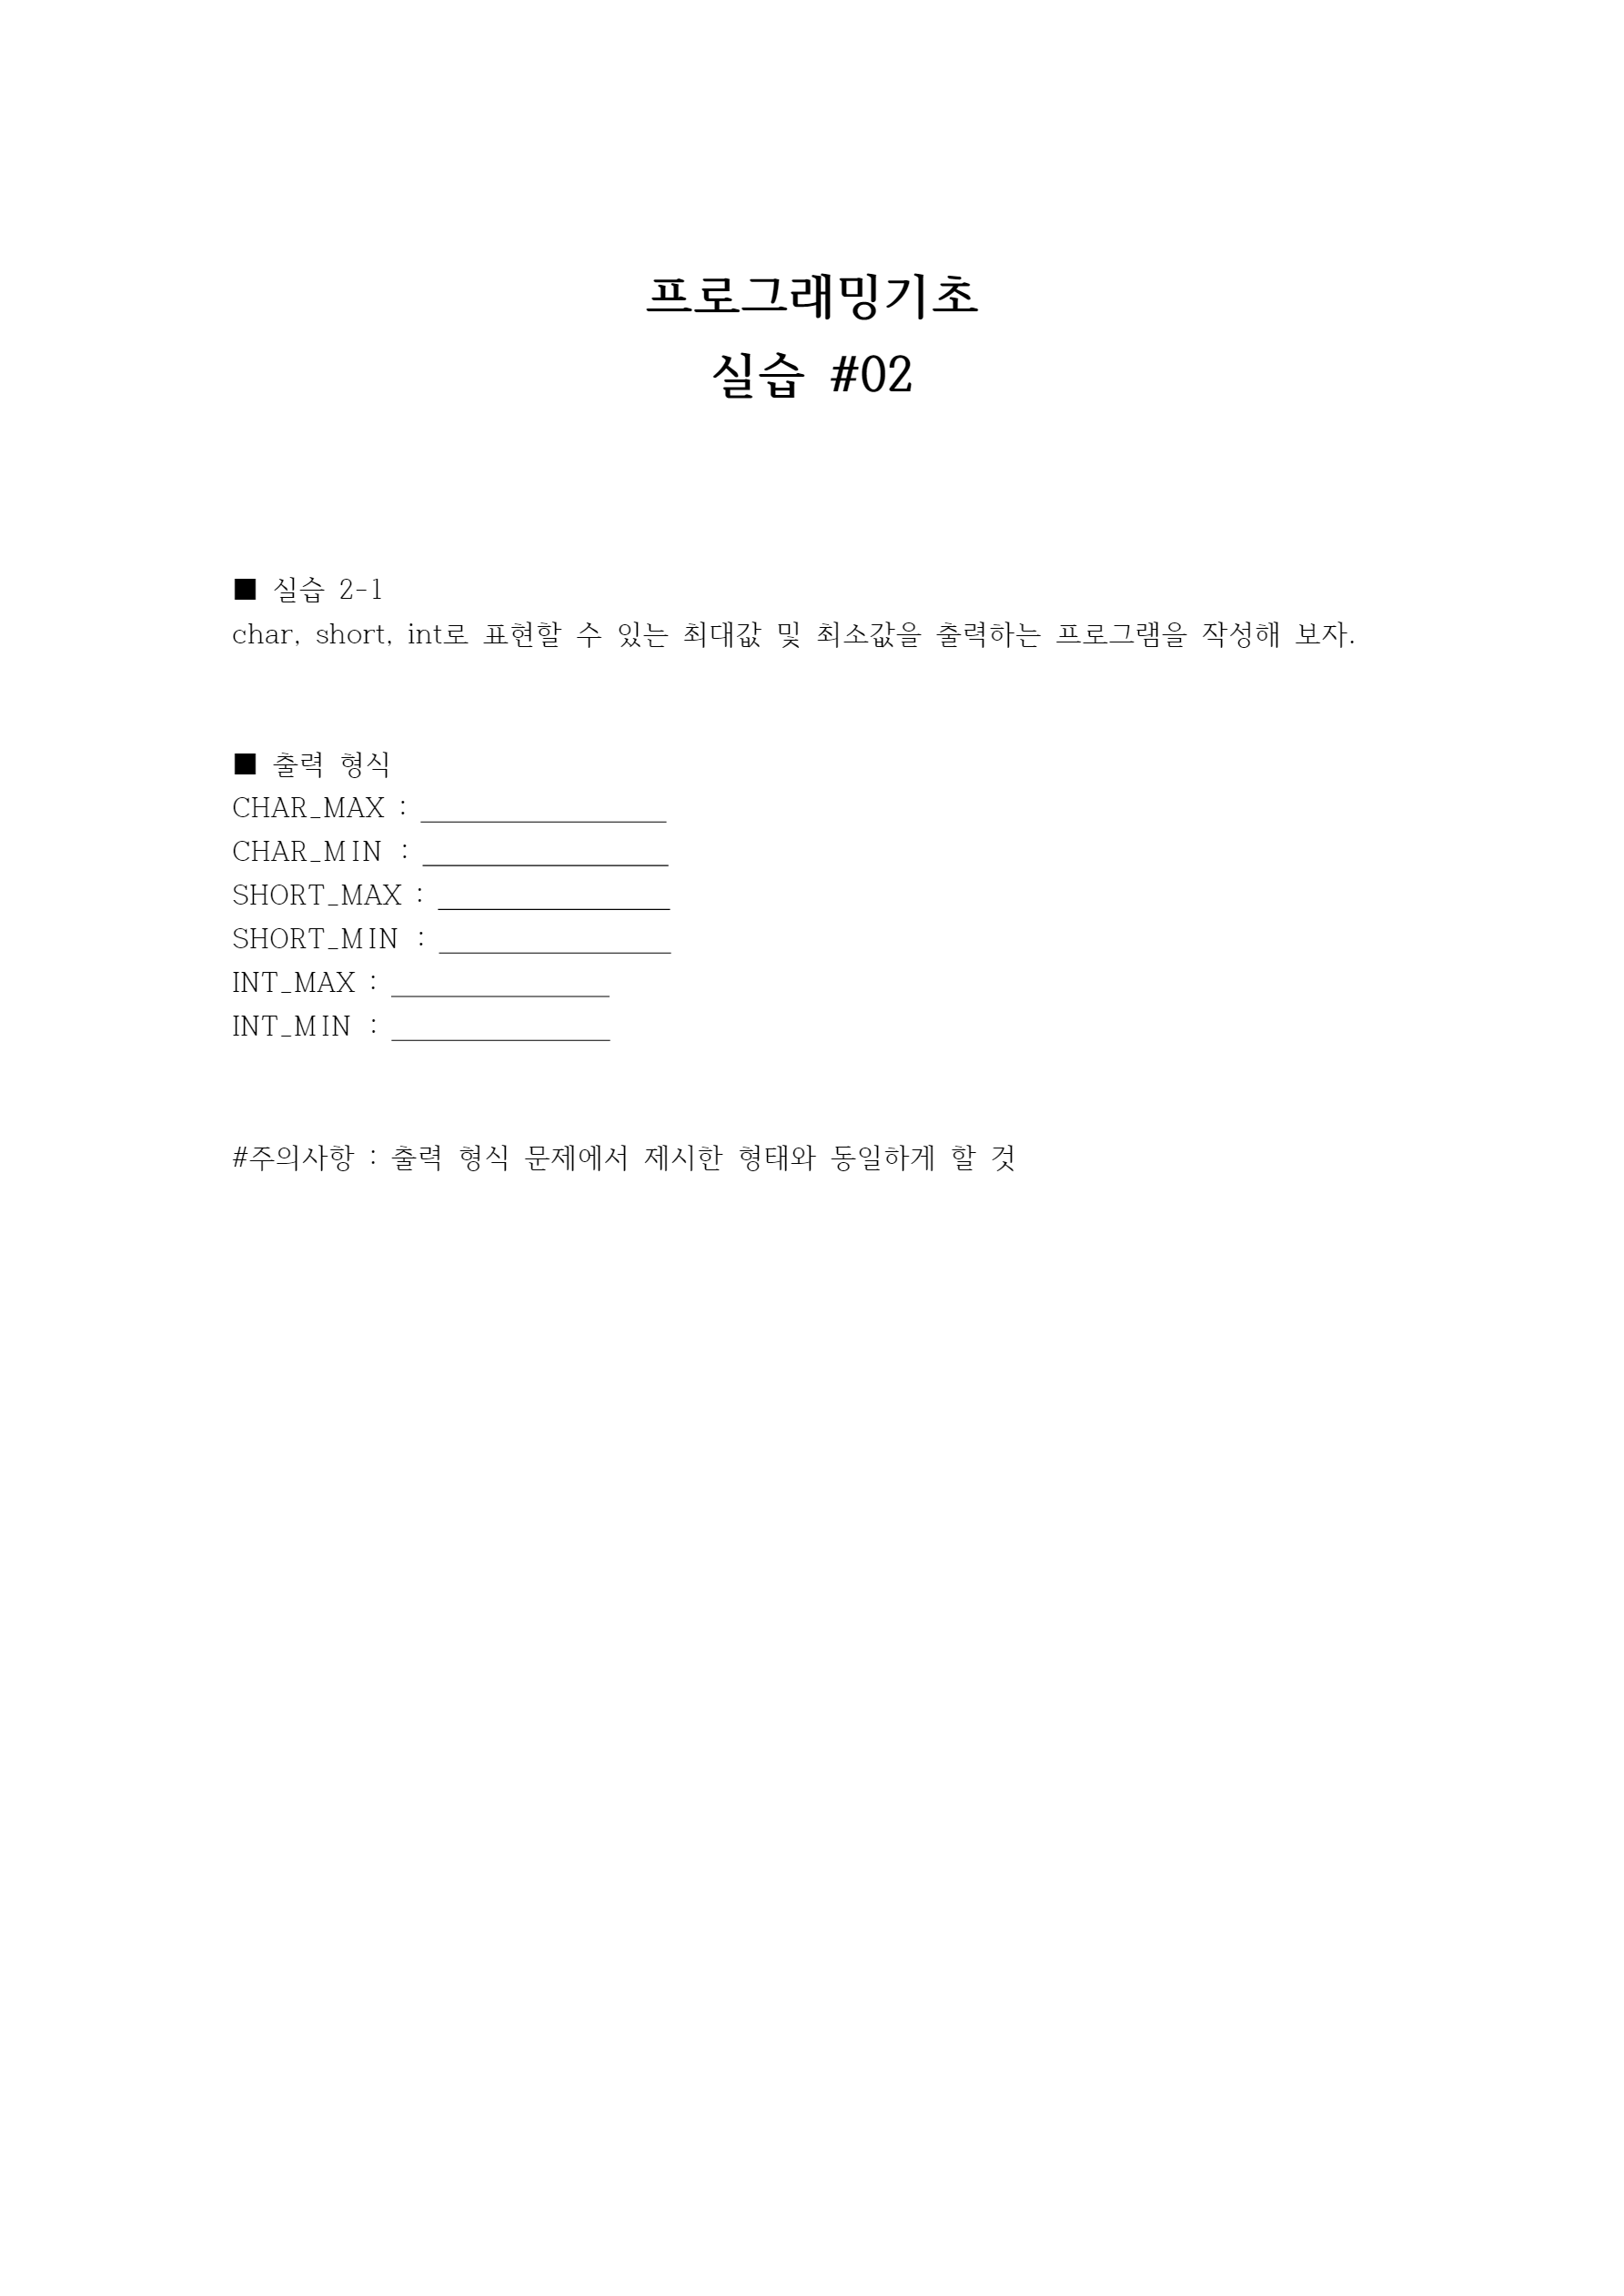 프로그래밍기초
실습 #02
■ 실습 2-1
char, short, int로 표현할 수 있는 최대값 및 최소값을 출력하는 프로그램을 작성해 보자.
■ 출력 형식
CHAR_MAX : _________________
CHAR_MIN : _________________
SHORT_MAX : ________________
SHORT_MIN : ________________
INT_MAX : _______________
INT_MIN : _______________
#주의사항 : 출력 형식 문제에서 제시한 형태와 동일하게 할 것